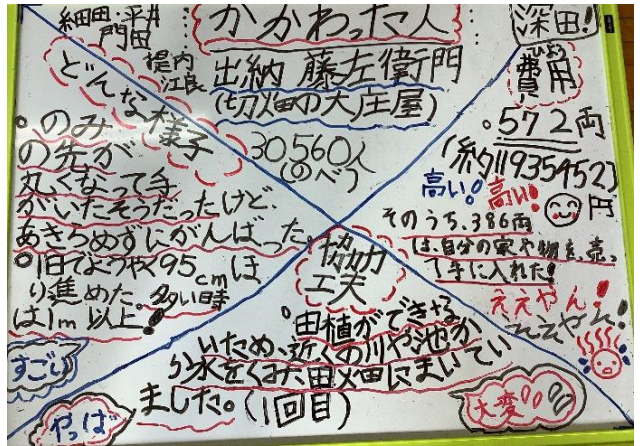 細田・平井
門田
堤内
江良
どんな
様子
・のみ
の先が
丸くなって手
がいたそうだったけど、
あきらめずにがんばった。
・1日でようやく95cmほ
り進めた。多い時
は1m以上!
すごい
やっば
かかわった人
出納 藤左衛門
(切畑の大庄屋)
30,560人
(のべ)
深田!
ひよう
費用
・572両
(約11935452)
円
高い!高い!
そのうち、386両
は、自分の家や畑を、売っ
て手に入れた!
ええやん!
ええやん!
協力
工夫
・田植ができな
いため、近くの川や池か
ら水をくみ、田畑にまいてい
ました。(1回目)
大変